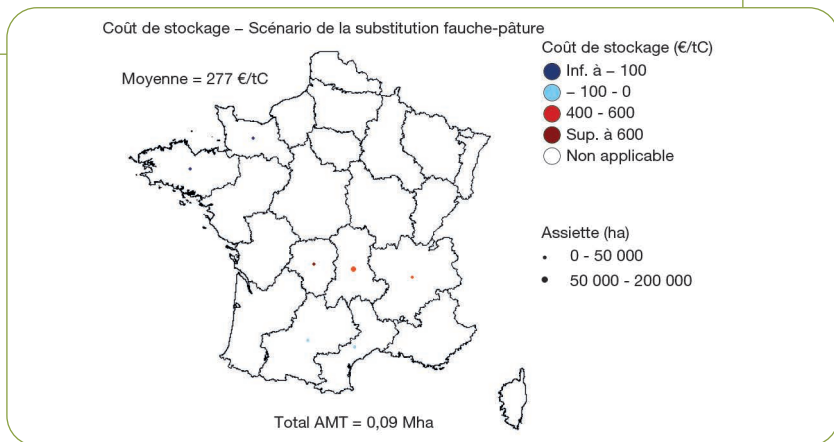 Coût de stockage – Scénario de la substitution fauche-pâture
Moyenne = 277 €/tC
Coût de stockage (€/tC)
Inf. à – 100
– 100 - 0
400 - 600
Sup. à 600
Non applicable
Assiette (ha)
0 - 50 000
50 000 - 200 000
Total AMT = 0,09 Mha